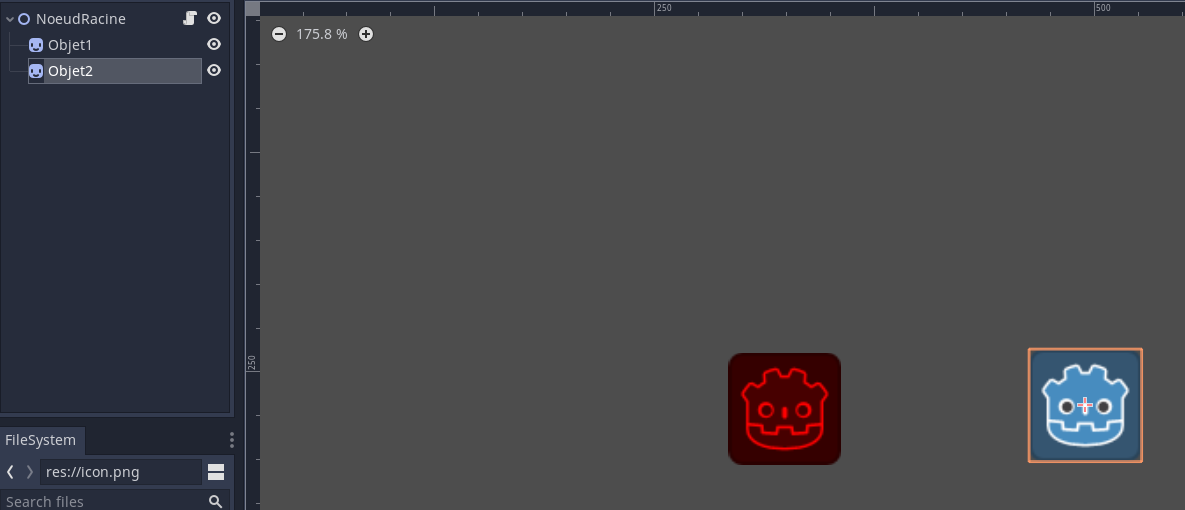 NoeudRacine
Objet1
Objet2
FileSystem
res://icon.png
Search files
250
500
175.8 %
250